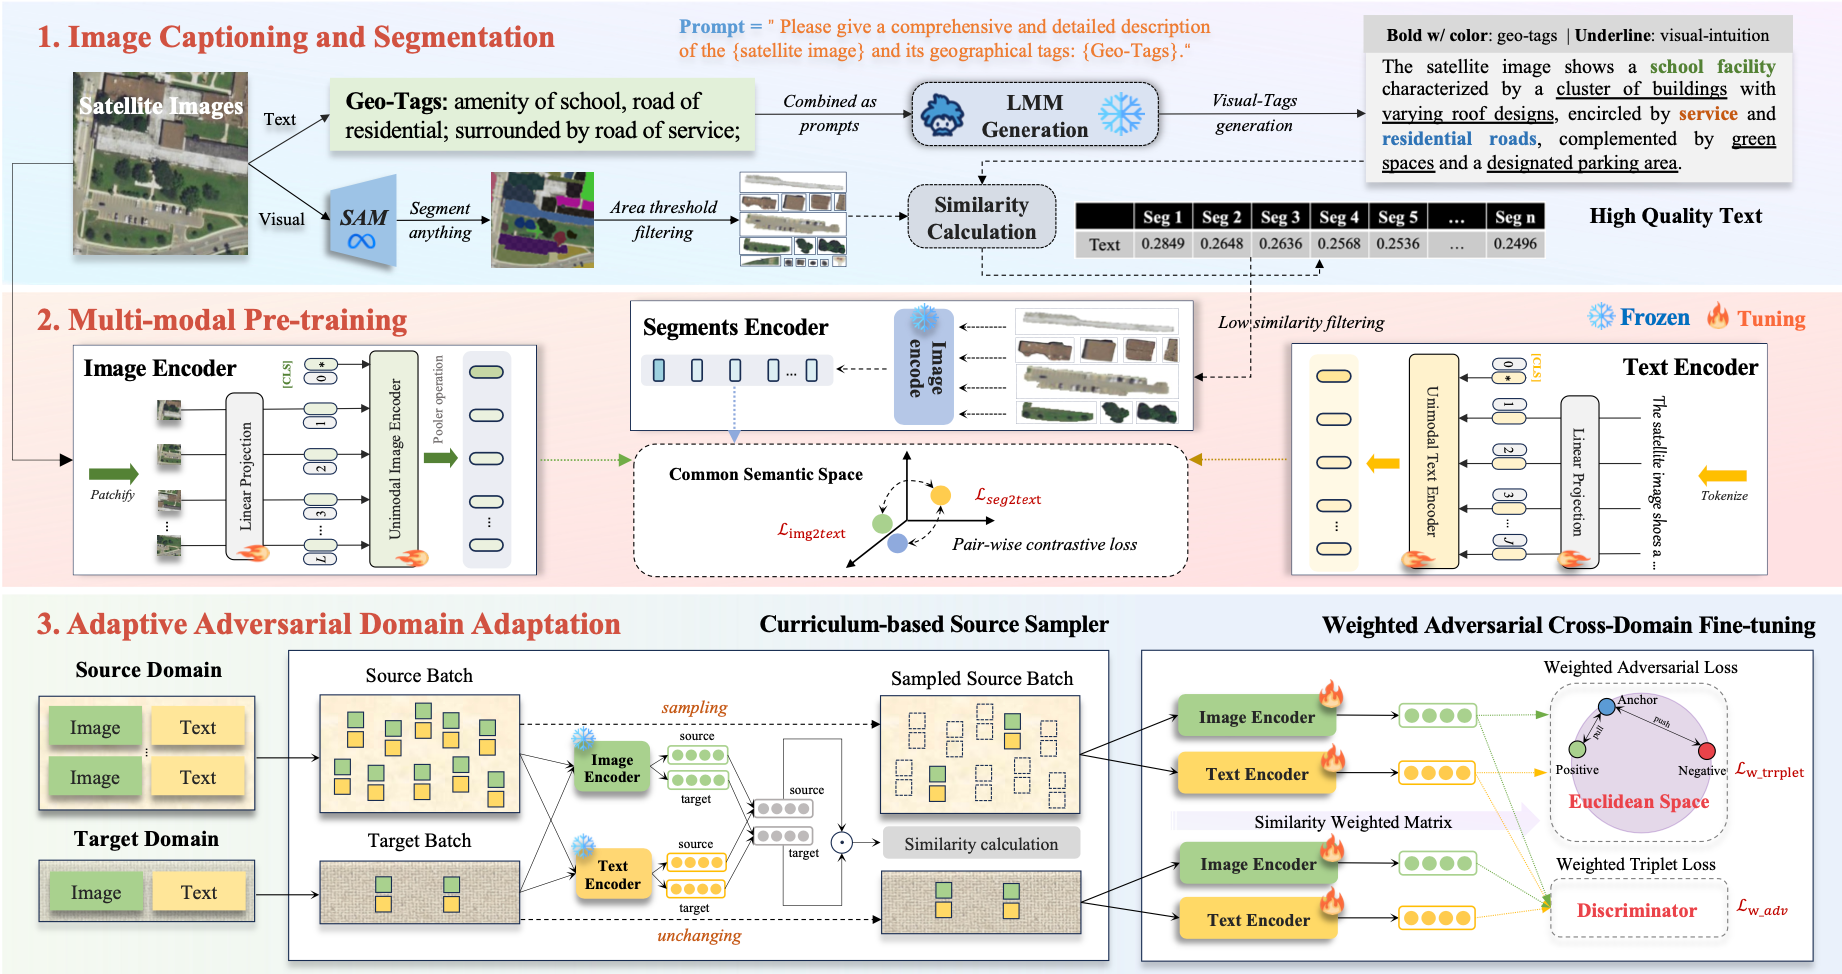 1. Image Captioning and Segmentation
Prompt = " Please give a comprehensive and detailed description
of the {satellite image} and its geographical tags: {Geo-Tags}."
Satellite Images
Text
Visual
Geo-Tags: amenity of school, road of
residential; surrounded by road of service;
Combined as
prompts
LMM
Generation
Visual-Tags
generation
Bold w/ color: geo-tags | Underline: visual-intuition
The satellite image shows a school facility
characterized by a cluster of buildings with
varying roof designs, encircled by service and
residential roads, complemented by green
spaces and a designated parking area.
High Quality Text
SAM
Segment
anything
Area threshold
filtering
Similarity
Calculation
Seg 1 Seg 2 Seg 3 Seg 4 Seg 5 ... Seg n
Text 0.2849 0.2648 0.2636 0.2568 0.2536 ... 0.2496
2. Multi-modal Pre-training
Frozen
Tuning
Low similarity filtering
Image Encoder
Patchify
Linear Projection
[CLS]
*
0
1
2
3
...
L
Unimodal Image Encoder
Pooler operation
...
Segments Encoder
...
Image
encode
Common Semantic Space
Limg2text
Lseg2text
Pair-wise contrastive loss
Text Encoder
[CLS]
0
*
1
2
3
...
J
Unimodal Text Encoder
Linear Projection
The satellite image shoes a ...
Tokenize
...
3. Adaptive Adversarial Domain Adaptation
Curriculum-based Source Sampler
Weighted Adversarial Cross-Domain Fine-tuning
Source Domain
Image Text
...
Image Text
Target Domain
Image Text
Source Batch
Target Batch
sampling
unchanging
Image
Encoder
Text
Encoder
source
target
source
target
source
target
Sampled Source Batch
Similarity calculation
Image Encoder
Text Encoder
Similarity Weighted Matrix
Image Encoder
Text Encoder
Weighted Adversarial Loss
Anchor
pull
push
Positive
Negative
Euclidean Space
Lw_trrplet
Weighted Triplet Loss
Discriminator
Lw_adv